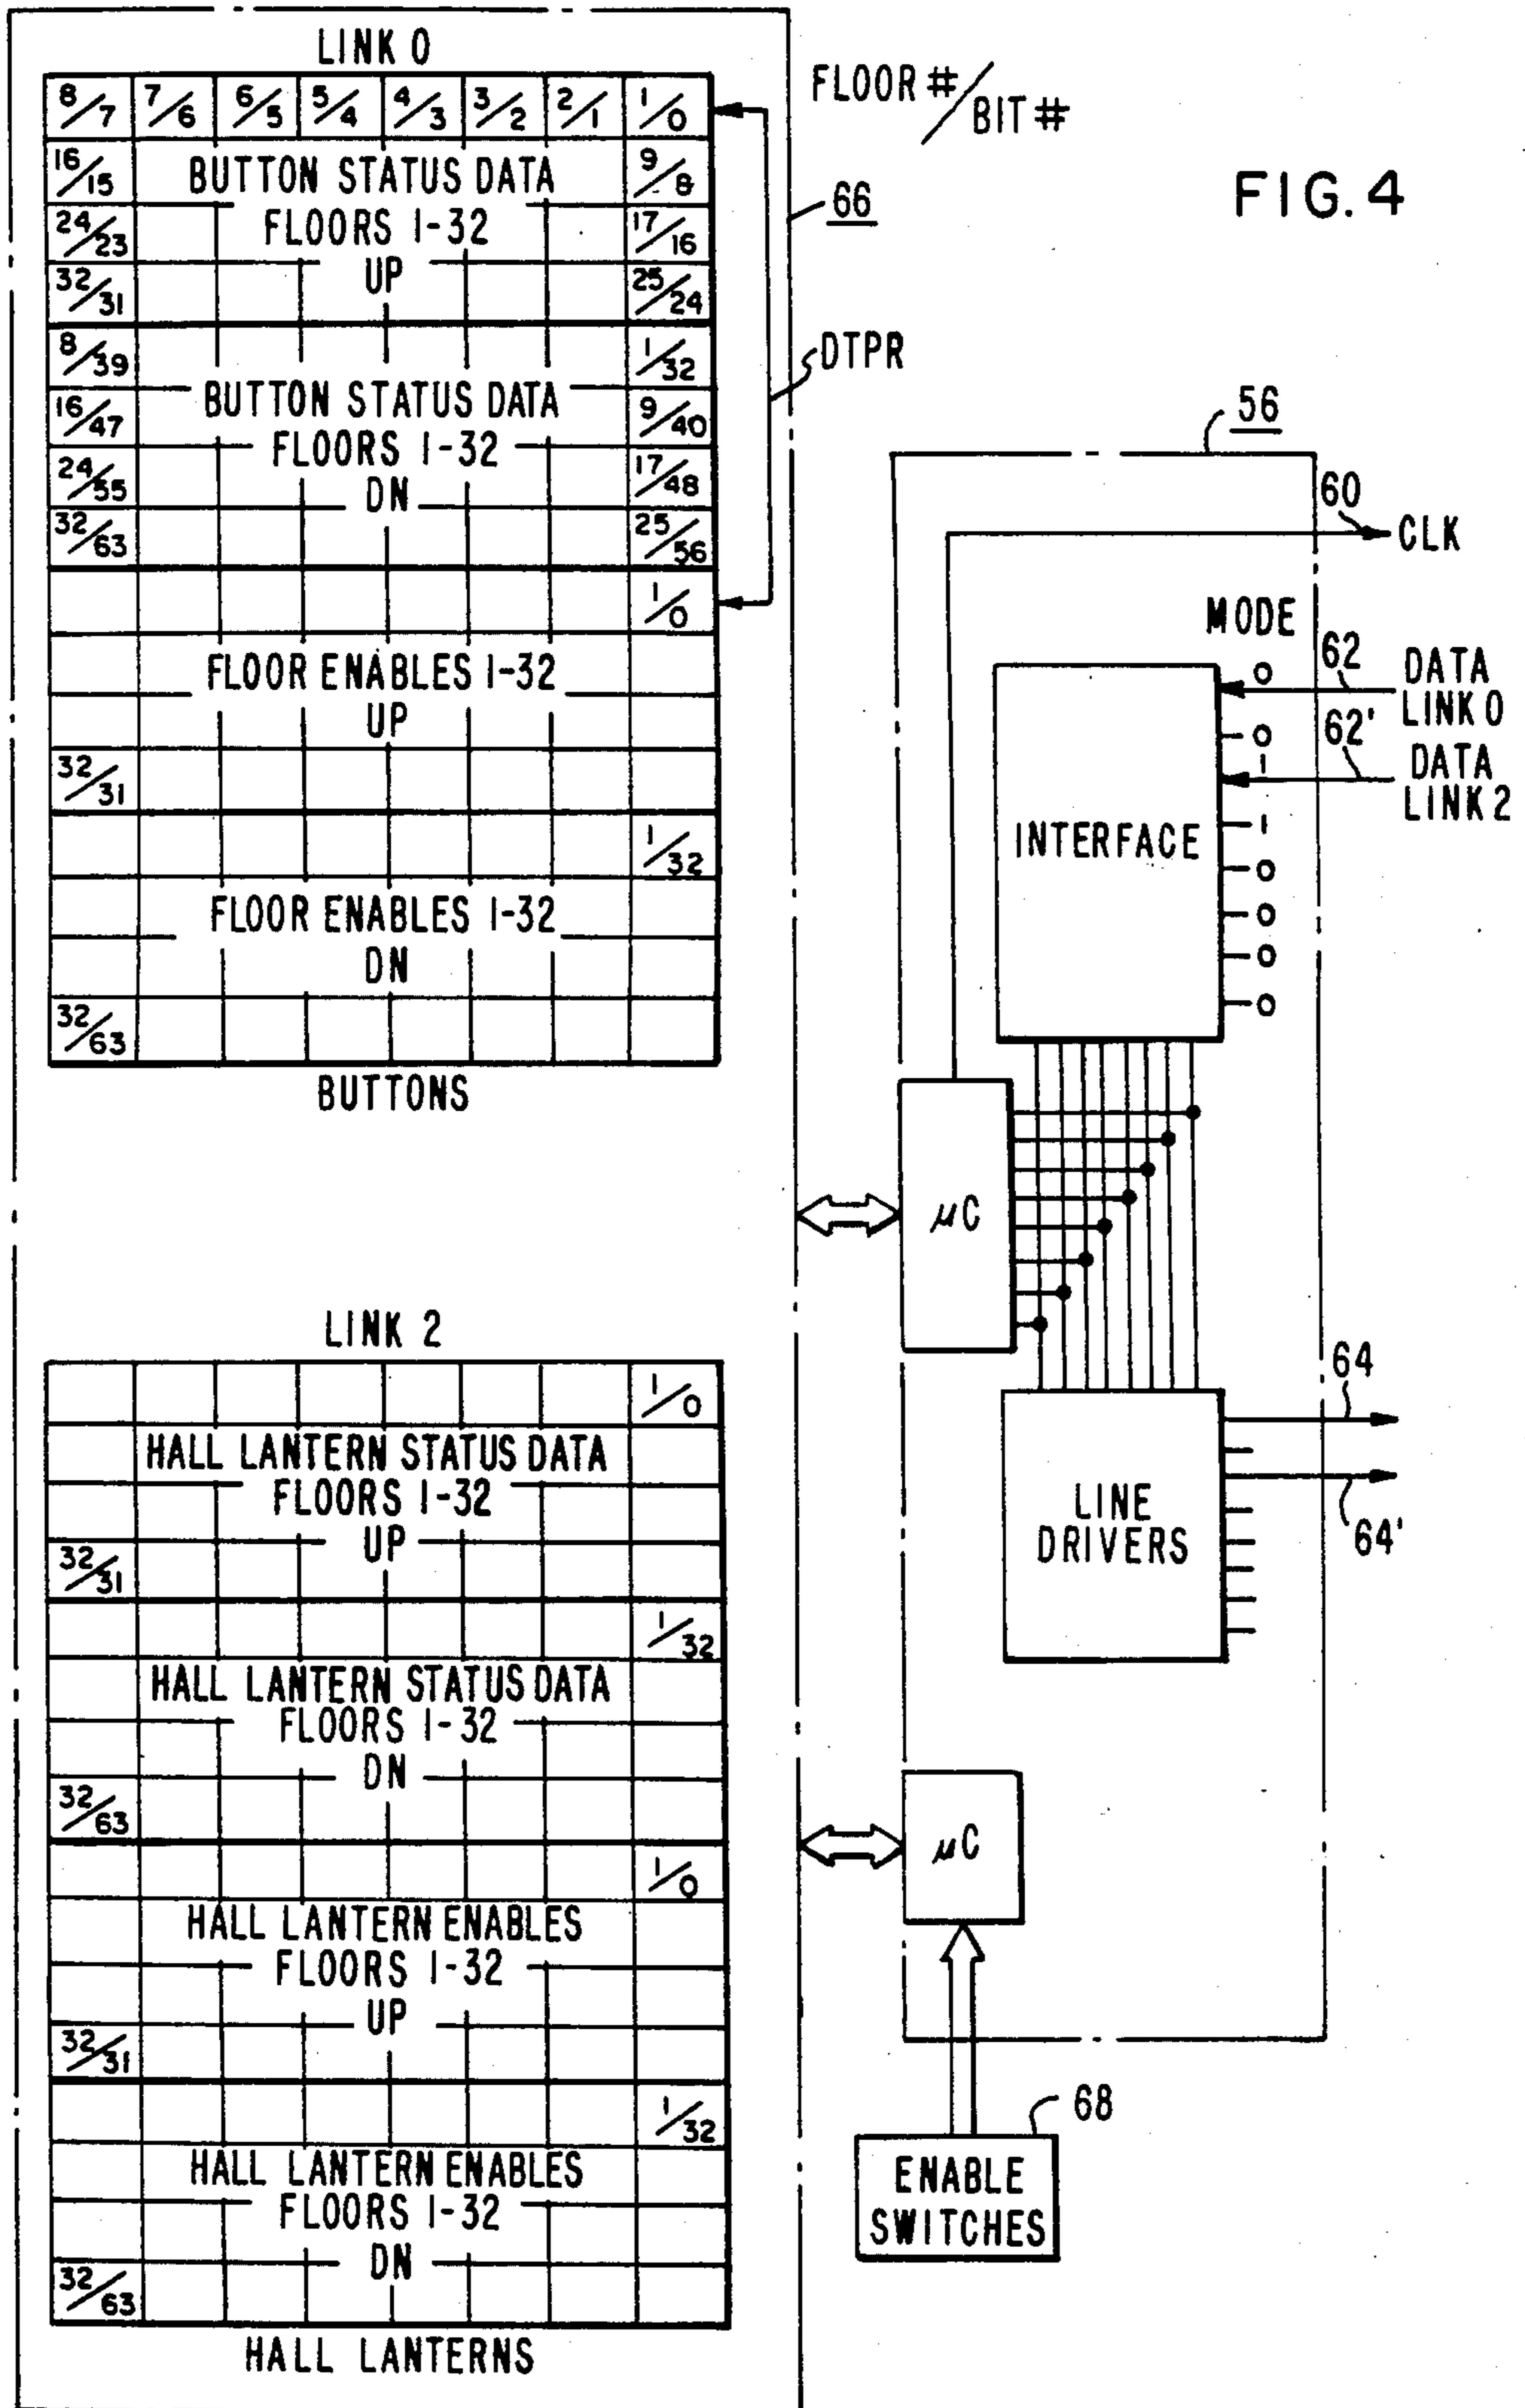 LINK 0
8/7 7/6 6/5 5/4 4/3 3/2 2/1 1/0
16/15 BUTTON STATUS DATA 9/8
24/23 FLOORS 1-32 17/16
32/31 UP 25/24
8/39 1/32
16/47 BUTTON STATUS DATA 9/40
24/55 FLOORS 1-32 17/48
DN
32/63 25/56
1/0
FLOOR ENABLES 1-32
UP
32/31
1/32
FLOOR ENABLES 1-32
DN
32/63
BUTTONS
LINK 2
1/0
HALL LANTERN STATUS DATA
FLOORS 1-32
UP
32/31
1/32
HALL LANTERN STATUS DATA
FLOORS 1-32
DN
32/63
1/0
HALL LANTERN ENABLES
FLOORS 1-32
UP
32/31
1/32
HALL LANTERN ENABLES
FLOORS 1-32
DN
32/63
HALL LANTERNS
FLOOR #/BIT #
FIG. 4
66
DTPR
56
60
CLK
MODE
0
62
DATA
LINK 0
0
62'
1
DATA
LINK 2
1
0
0
0
0
INTERFACE
μC
LINE
DRIVERS
64
64'
μC
68
ENABLE
SWITCHES